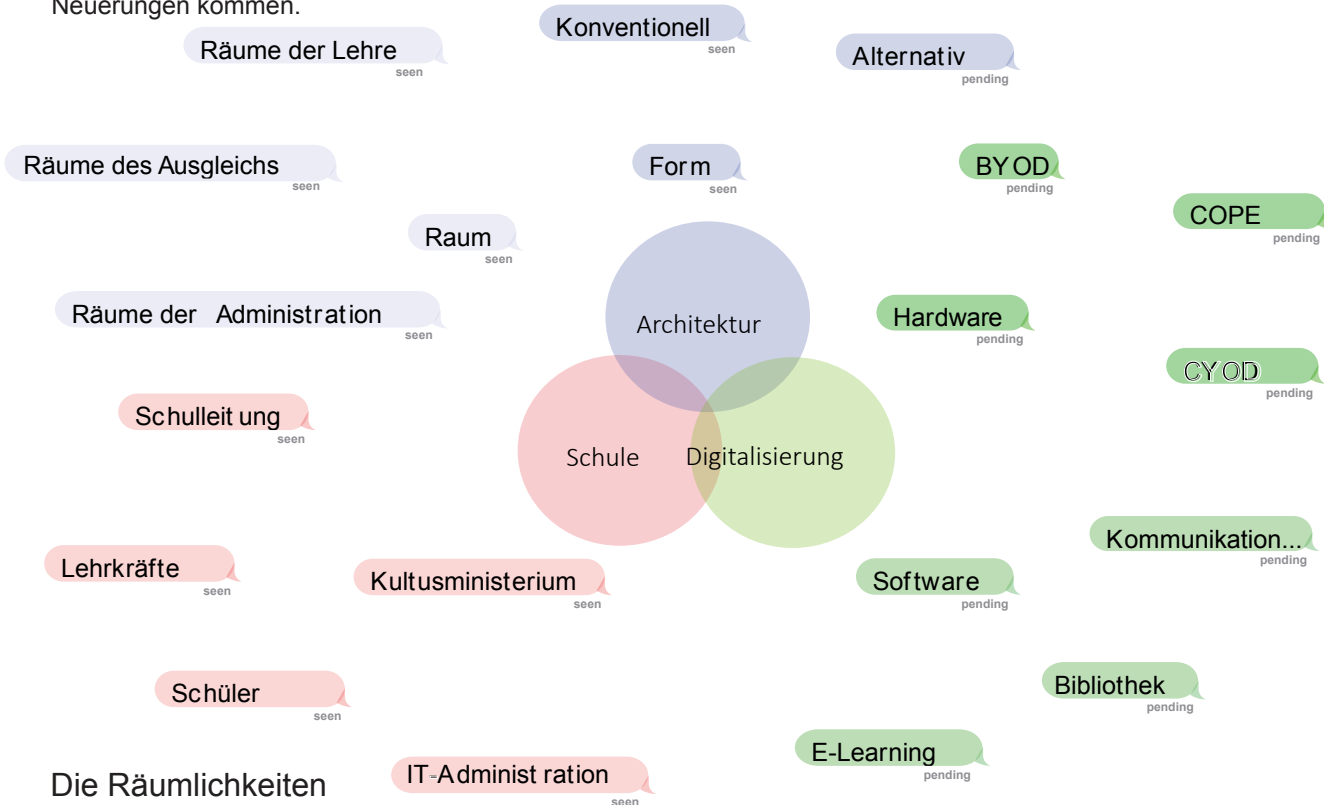 Neuerungen kommen.
Konventionell
seen
Räume der Lehre
seen
Alternativ
pending
Räume des Ausgleichs
seen
Form
seen
BYOD
pending
COPE
pending
Raum
seen
Räume der Administration
seen
Architektur
Hardware
pending
CYOD
pending
Schulleitung
seen
Schule
Digitalisierung
Kommunikation...
pending
Lehrkräfte
seen
Kultusministerium
seen
Software
pending
Schüler
seen
Bibliothek
pending
E-Learning
pending
IT-Administration
seen
Die Räumlichkeiten